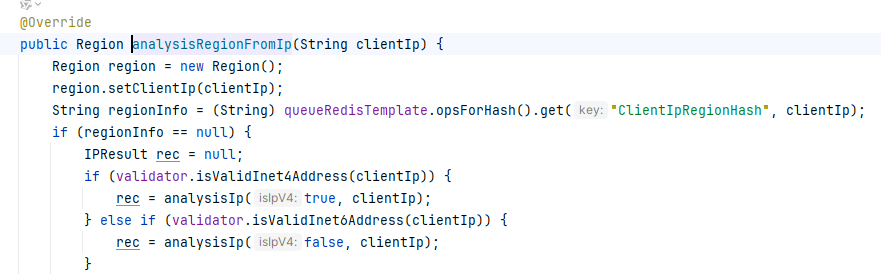 @Override
public Region analysisRegionFromIp(String clientIp) {
    Region region = new Region();
    region.setClientIp(clientIp);
    String regionInfo = (String) queueRedisTemplate.opsForHash().get( key: "ClientIpRegionHash", clientIp);
    if (regionInfo == null) {
        IPResult rec = null;
        if (validator.isValidInet4Address(clientIp)) {
            rec = analysisIp( isIpV4: true, clientIp);
        } else if (validator.isValidInet6Address(clientIp)) {
            rec = analysisIp( isIpV4: false, clientIp);
        }